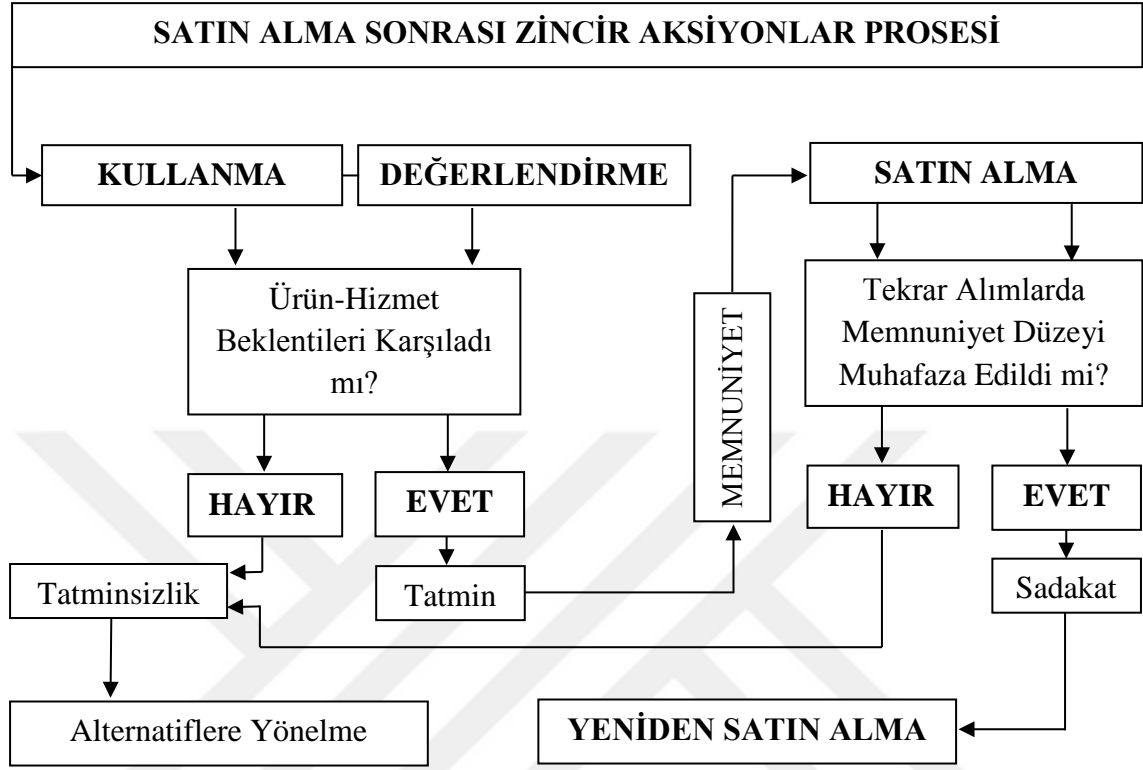 SATIN ALMA SONRASI ZİNCİR AKSİYONLAR PROSESİ
KULLANMA
DEĞERLENDİRME
SATIN ALMA
Ürün-Hizmet
Beklentileri Karşıladı
mı?
MEMNUNİYET
Tekrar Alımlarda
Memnuniyet Düzeyi
Muhafaza Edildi mi?
HAYIR
EVET
HAYIR
EVET
Tatminsizlik
Tatmin
Sadakat
Alternatiflere Yönelme
YENİDEN SATIN ALMA